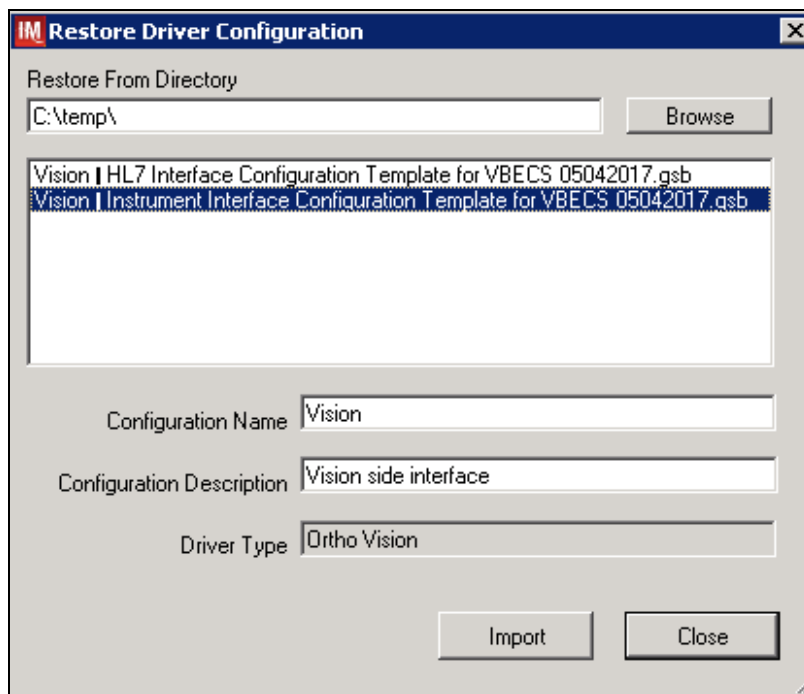 IM Restore Driver Configuration
Restore From Directory
C:\temp\ Browse
Vision | HL7 Interface Configuration Template for VBECS 05042017.gsb
Vision | Instrument Interface Configuration Template for VBECS 05042017.gsb
Configuration Name Vision
Configuration Description Vision side interface
Driver Type Ortho Vision
Import Close